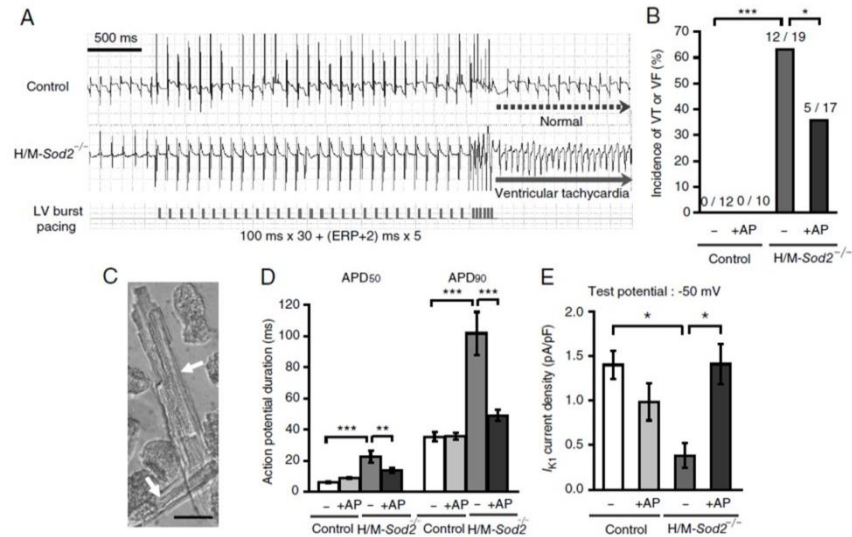 A
500 ms
Control
Normal
H/M-Sod2⁻/⁻
Ventricular tachycardia
LV burst
pacing
100 ms x 30 + (ERP+2) ms x 5
B
***
*
70
60
50
40
30
20
10
0
Incidence of VT or VF (%)
12 / 19
5 / 17
0 / 12 0 / 10
– +AP – +AP
Control H/M-Sod2⁻/⁻
C
D
APD50 APD90
*** ***
*** **
120
100
80
60
40
20
0
Action potential duration (ms)
– +AP – +AP – +AP – +AP
Control H/M-Sod2⁻/⁻ Control H/M-Sod2⁻/⁻
E
Test potential : -50 mV
* *
2.0
1.5
1.0
0.5
0.0
IK1 current density (pA/pF)
– +AP – +AP
Control H/M-Sod2⁻/⁻